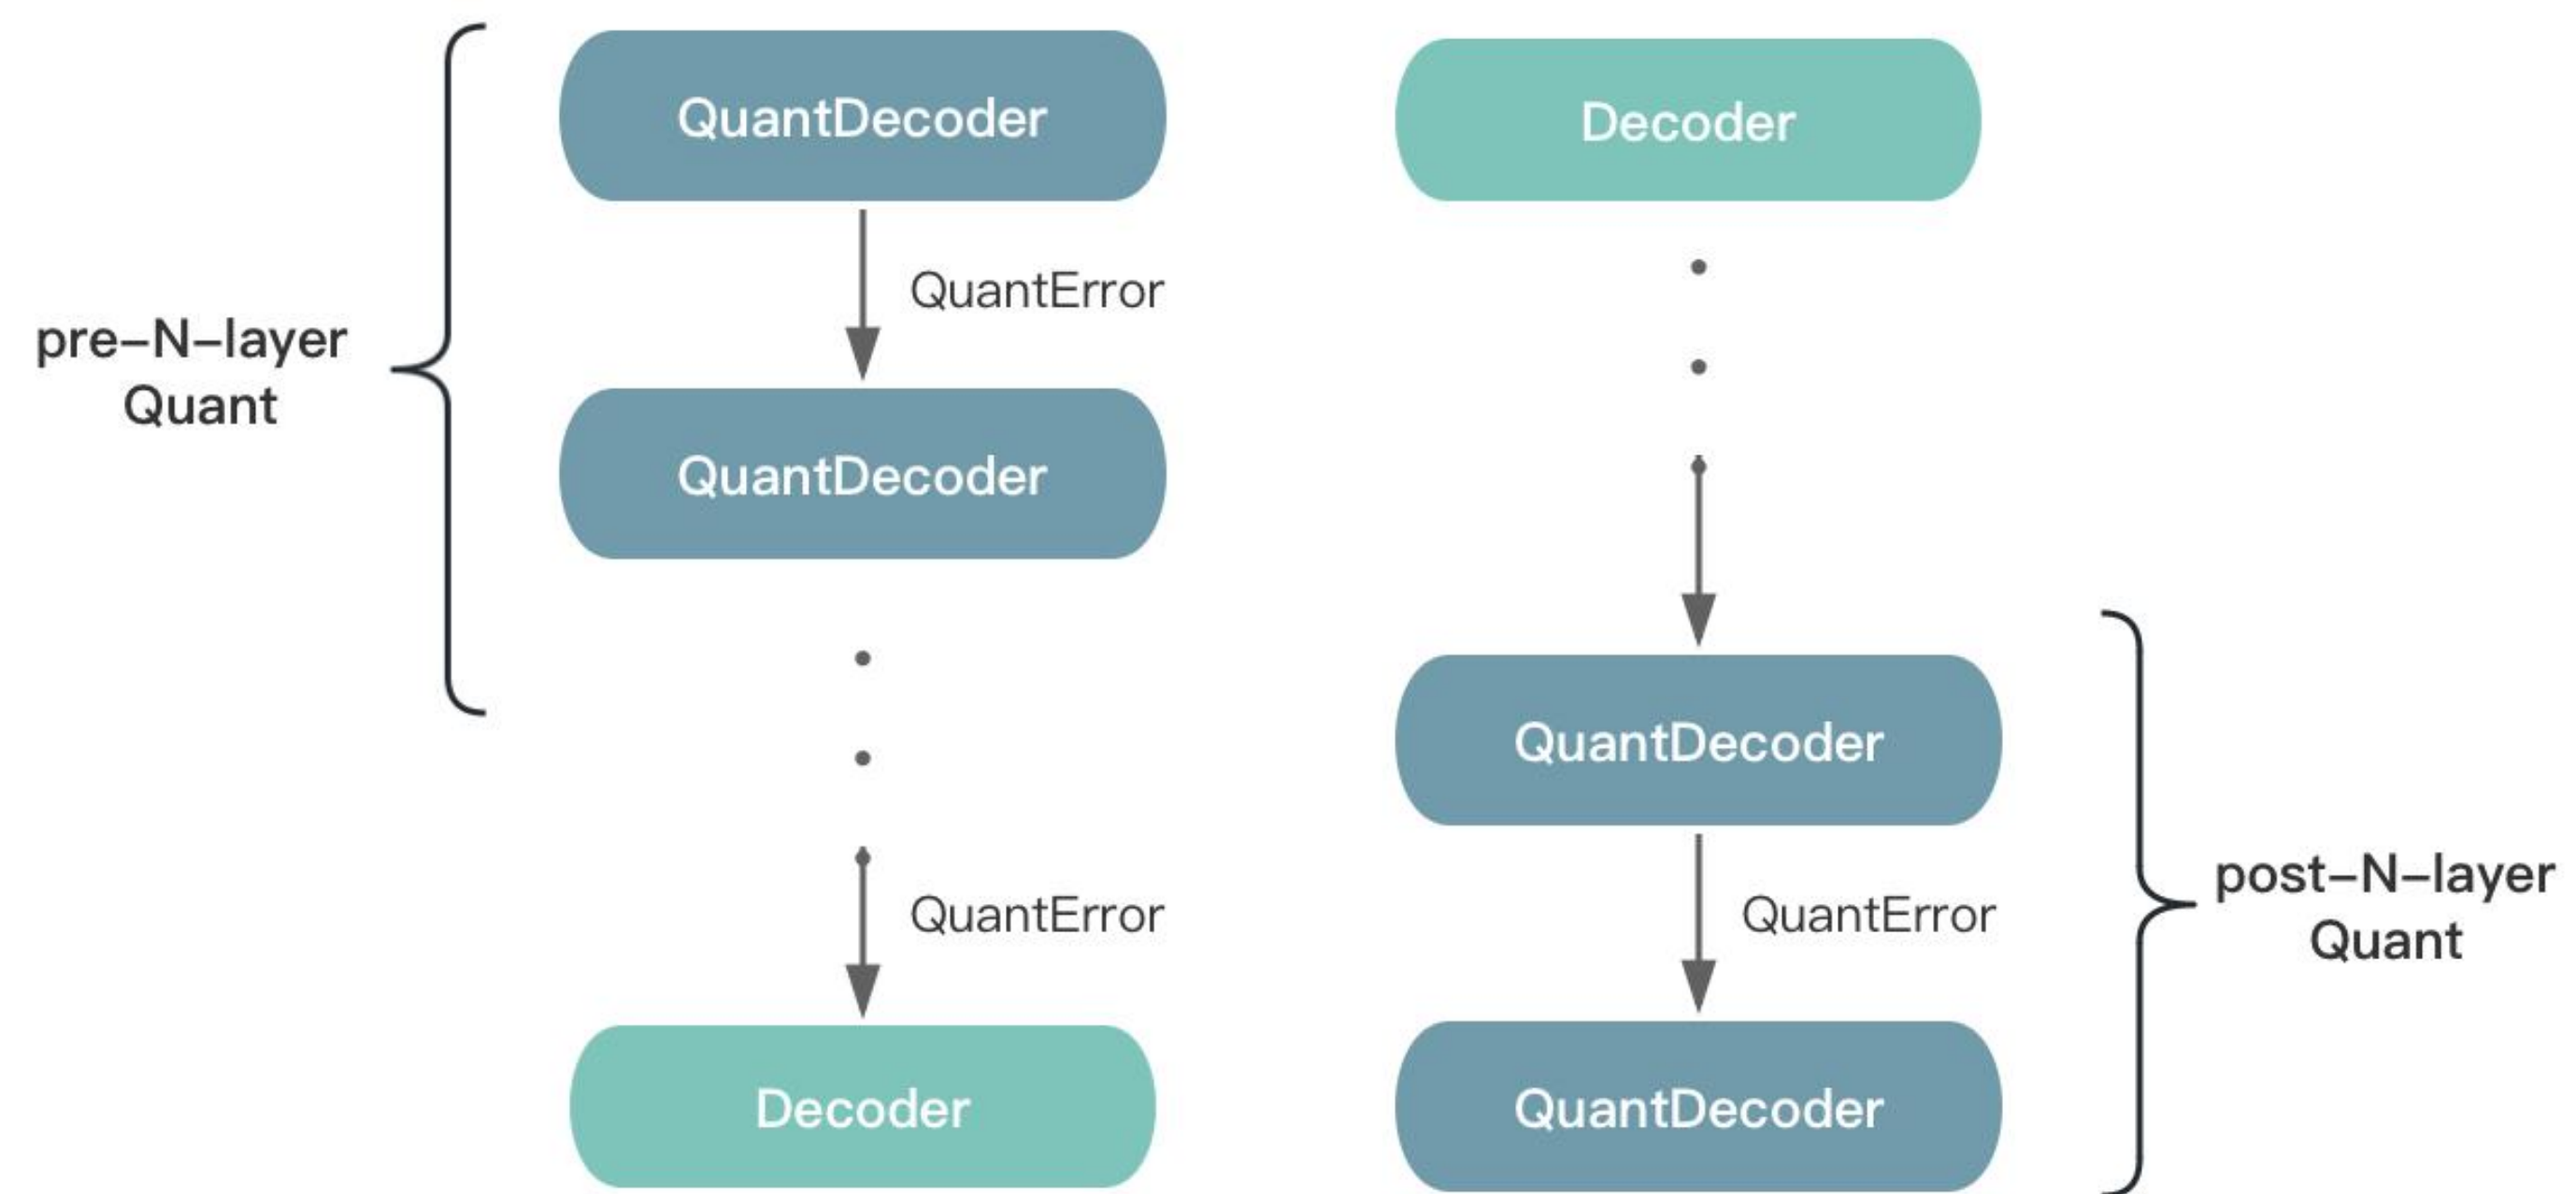 pre–N–layer
Quant
QuantDecoder
QuantError
QuantDecoder
QuantError
Decoder
Decoder
QuantDecoder
QuantError
QuantDecoder
post–N–layer
Quant